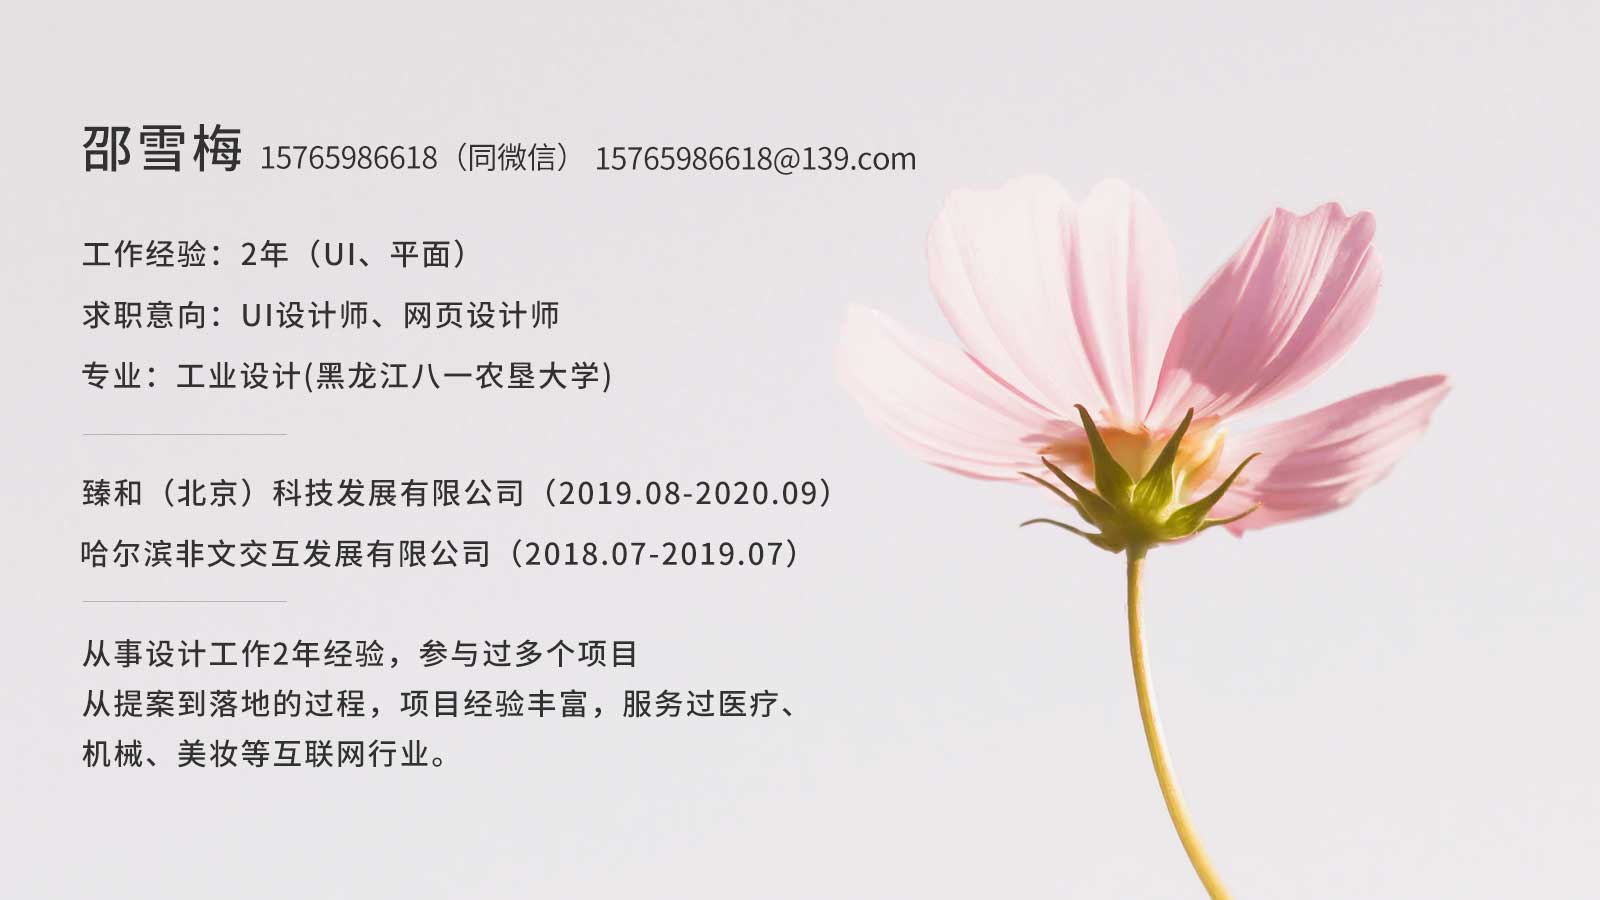 邵雪梅 15765986618（同微信） 15765986618@139.com
工作经验：2年（UI、平面）
求职意向：UI设计师、网页设计师
专业：工业设计(黑龙江八一农垦大学)
臻和（北京）科技发展有限公司（2019.08-2020.09）
哈尔滨非文交互发展有限公司（2018.07-2019.07）
从事设计工作2年经验，参与过多个项目
从提案到落地的过程，项目经验丰富，服务过医疗、
机械、美妆等互联网行业。